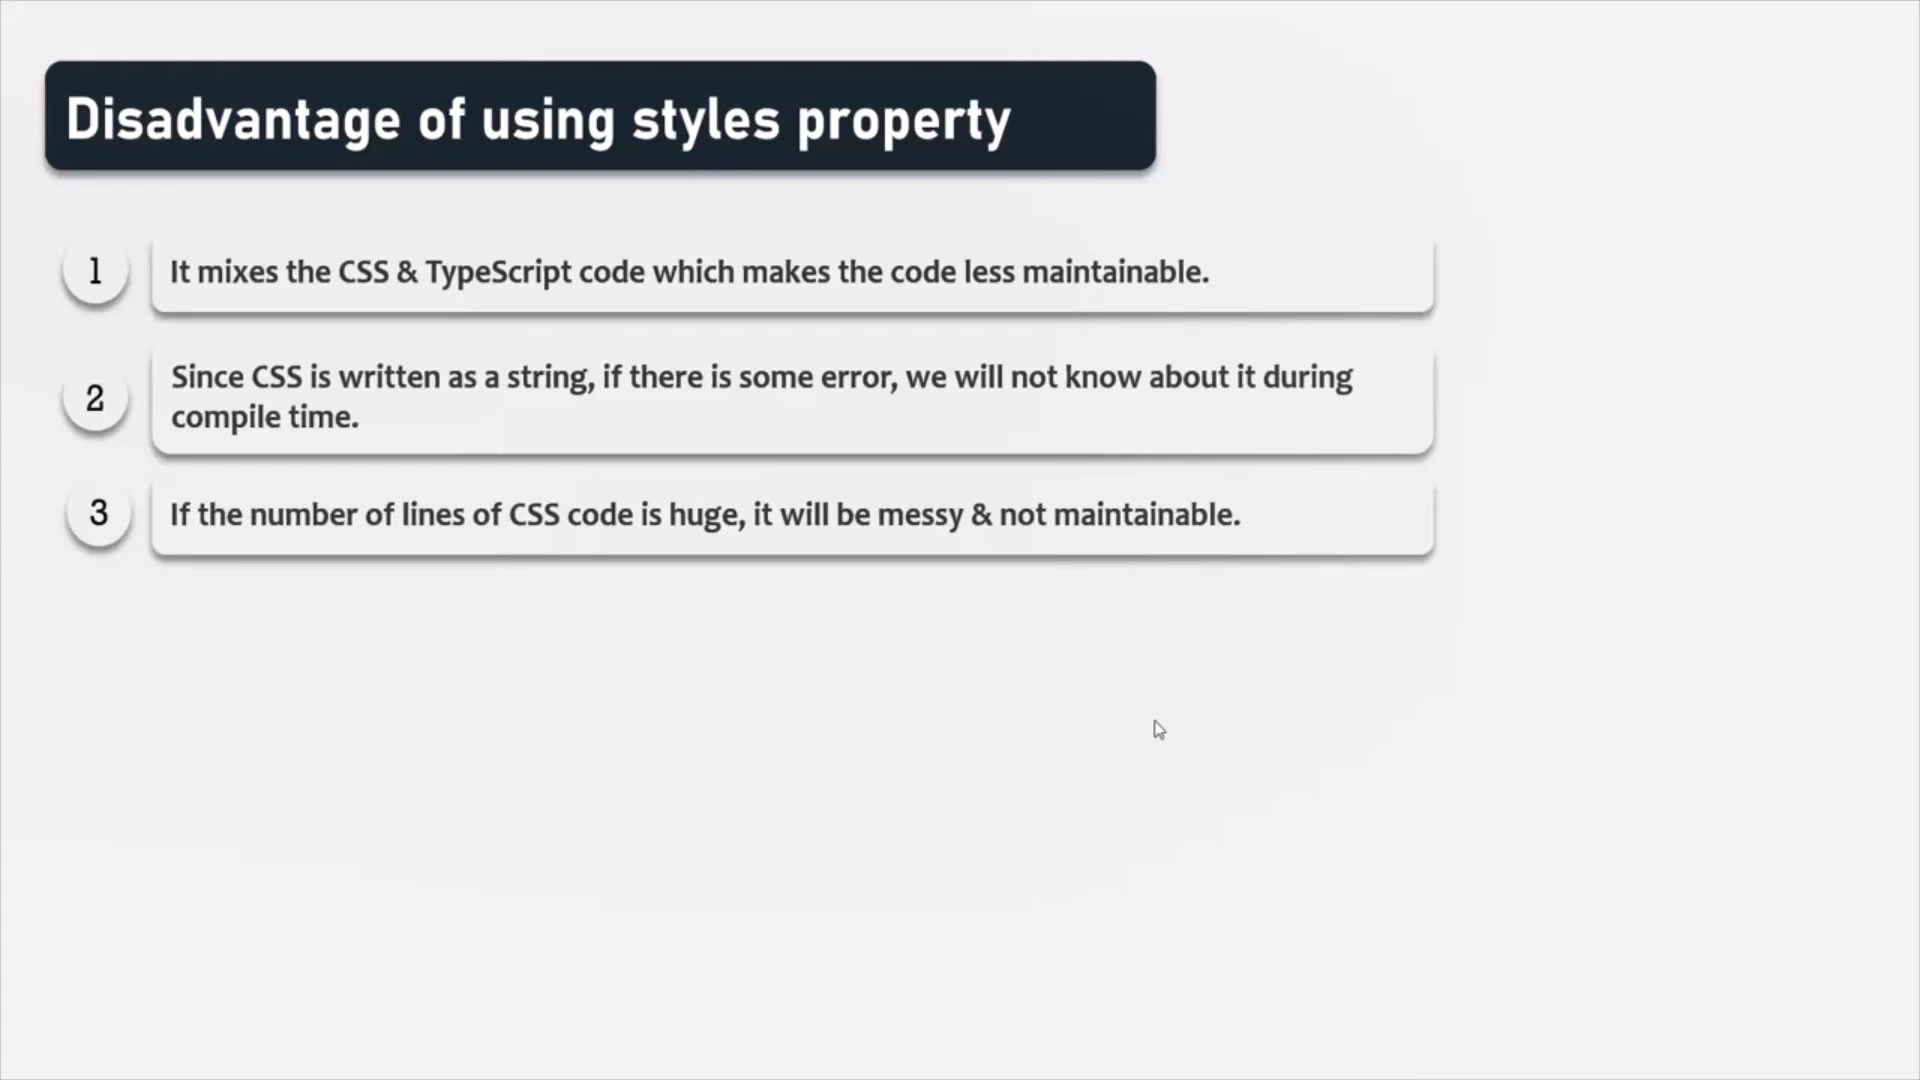 Disadvantage of using styles property
1
It mixes the CSS & TypeScript code which makes the code less maintainable.
2
Since CSS is written as a string, if there is some error, we will not know about it during
compile time.
3
If the number of lines of CSS code is huge, it will be messy & not maintainable.